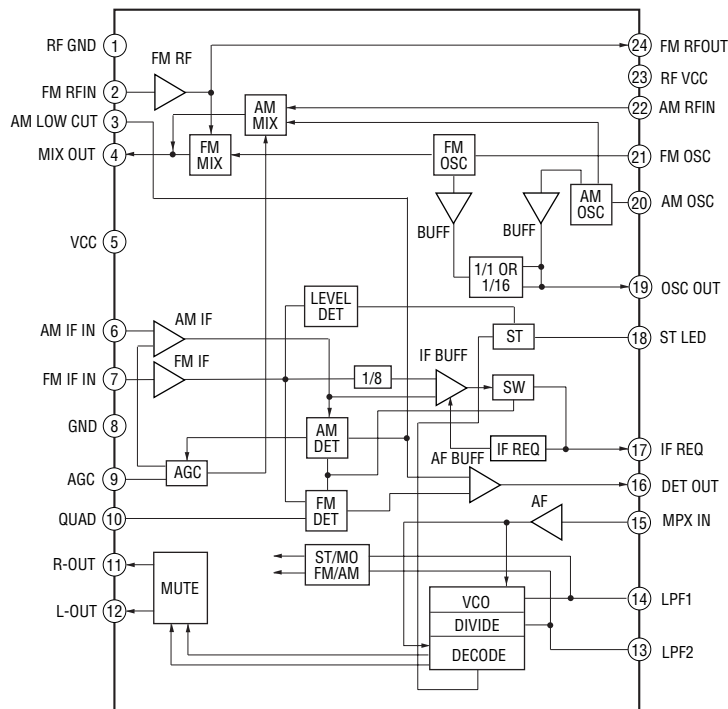 RF GND 1
FM RFIN 2
AM LOW CUT 3
MIX OUT 4
VCC 5
AM IF IN 6
FM IF IN 7
GND 8
AGC 9
QUAD 10
R-OUT 11
L-OUT 12
24 FM RFOUT
23 RF VCC
22 AM RFIN
21 FM OSC
20 AM OSC
19 OSC OUT
18 ST LED
17 IF REQ
16 DET OUT
15 MPX IN
14 LPF1
13 LPF2
FM RF
AM
MIX
FM
MIX
FM
OSC
AM
OSC
BUFF
BUFF
1/1 OR
1/16
LEVEL
DET
ST
AM IF
FM IF
1/8
IF BUFF
SW
AM
DET
IF REQ
AGC
AF BUFF
FM
DET
AF
MUTE
ST/MO
FM/AM
VCO
DIVIDE
DECODE